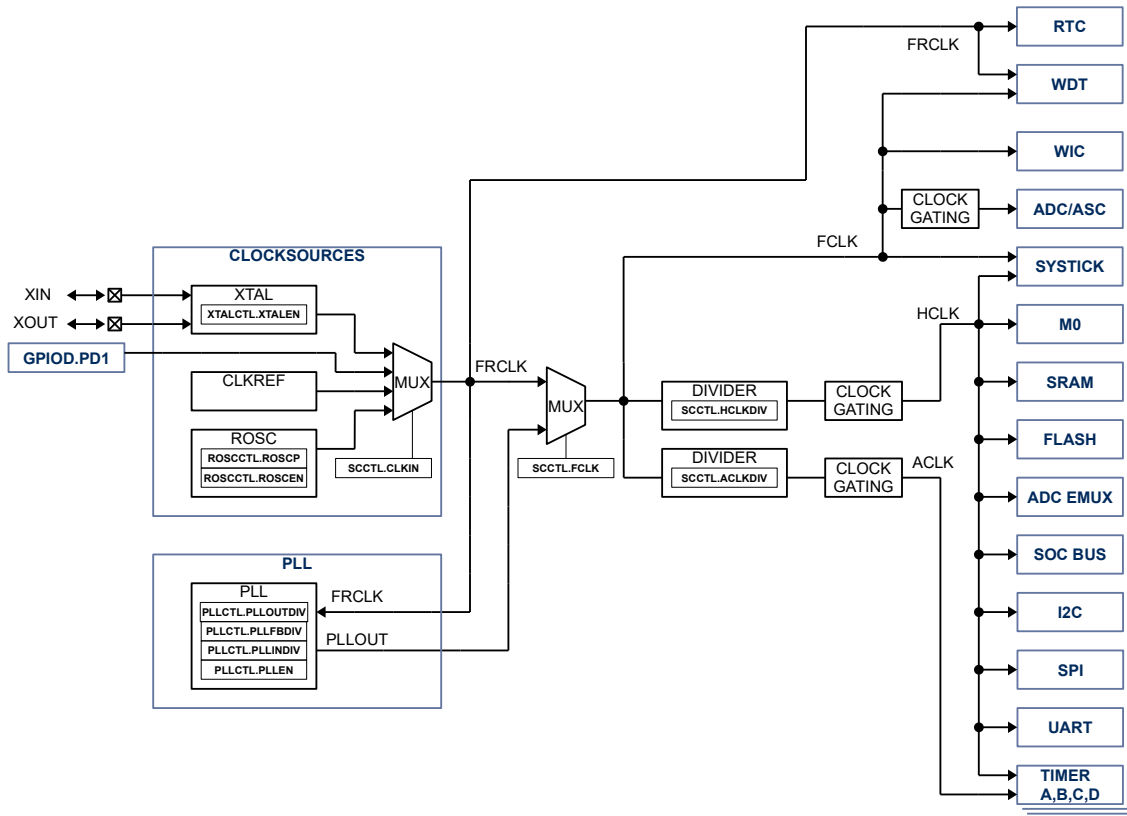 RTC
FRCLK
WDT
WIC
CLOCK
GATING
ADC/ASC
FCLK
SYSTICK
CLOCKSOURCES
XIN
XTAL
XTALCTL.XTALEN
XOUT
HCLK
M0
GPIOD.PD1
FRCLK
CLKREF
MUX
MUX
DIVIDER
SCCTL.HCLKDIV
CLOCK
GATING
SRAM
ROSC
ROSCCTL.ROSCP
ROSCCTL.ROSCEN
SCCTL.CLKIN
SCCTL.FCLK
DIVIDER
SCCTL.ACLKDIV
CLOCK
GATING
ACLK
FLASH
ADC EMUX
PLL
SOC BUS
PLL
PLLCTL.PLLOUTDIV
PLLCTL.PLLFBDIV
PLLCTL.PLLINDIV
PLLCTL.PLLEN
FRCLK
PLLOUT
I2C
SPI
UART
TIMER
A,B,C,D